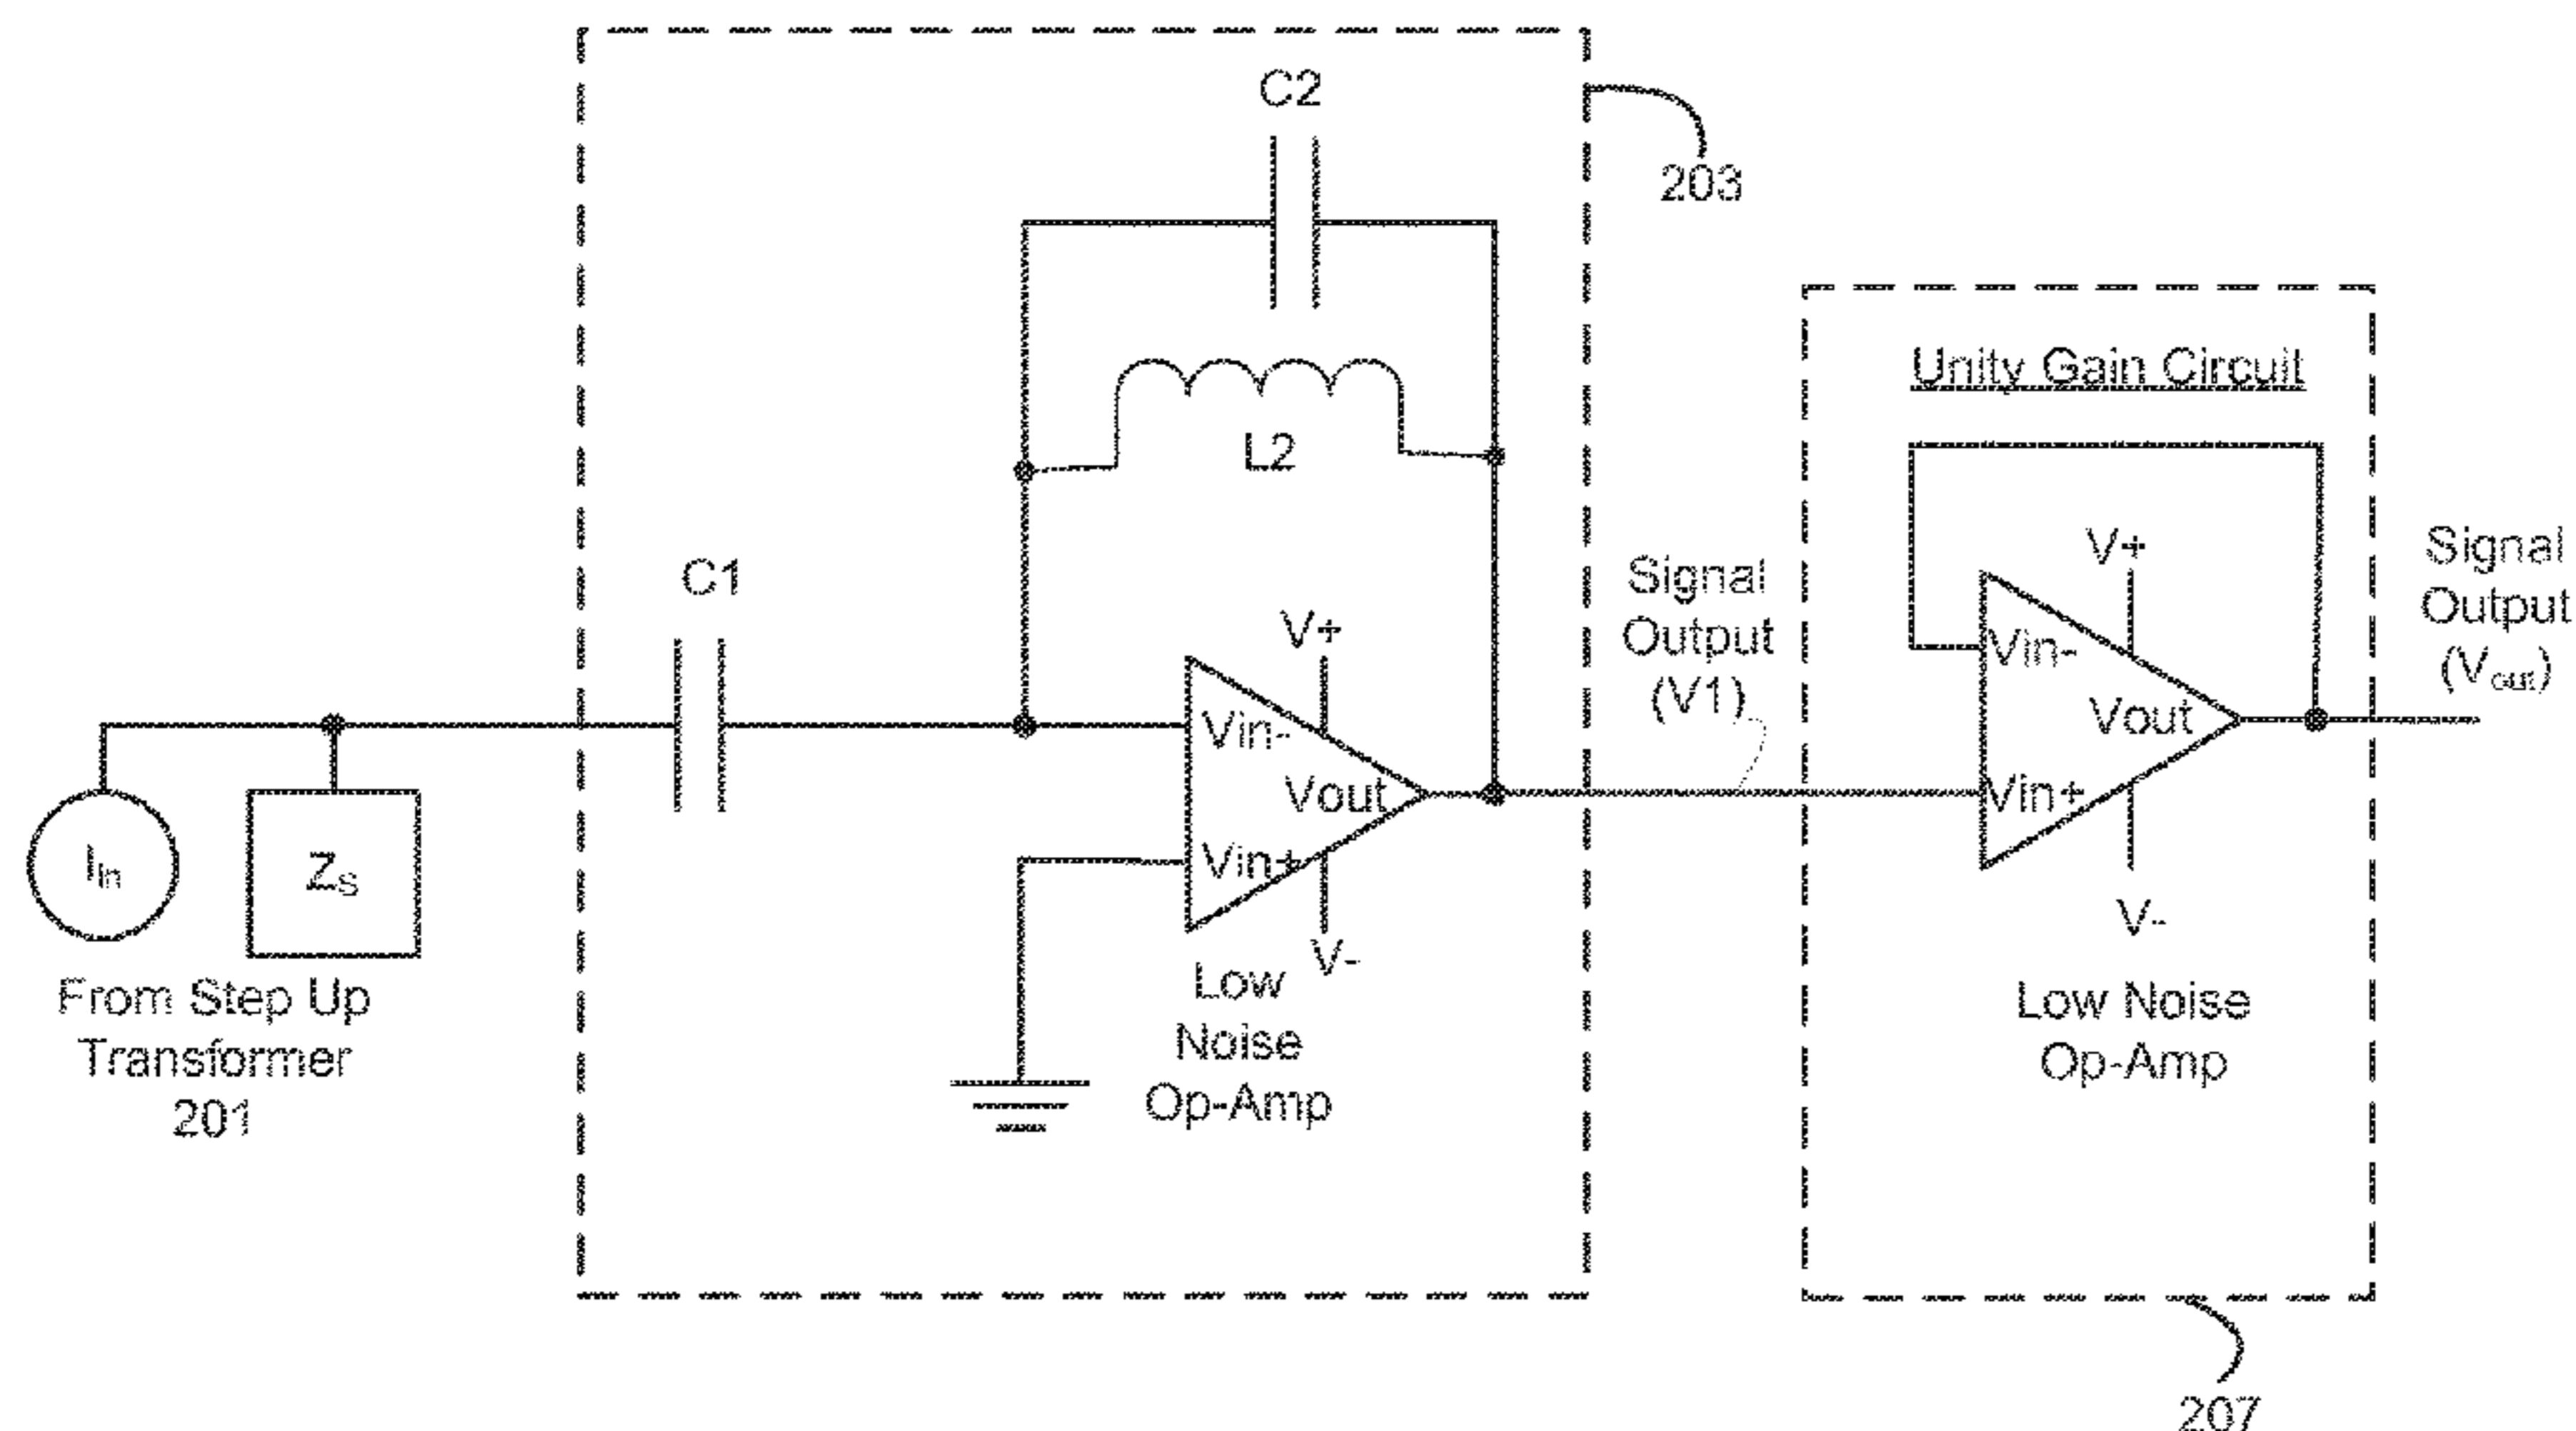 C2
203
L2
Unity Gain Circuit
C1
V+
Vin-
Vout
Vin+
V-
Low
Noise
Op-Amp
Signal
Output
(V1)
V+
Vin-
Vout
Vin+
V-
Low Noise
Op-Amp
Signal
Output
(Vout)
Iin
ZS
From Step Up
Transformer
201
207